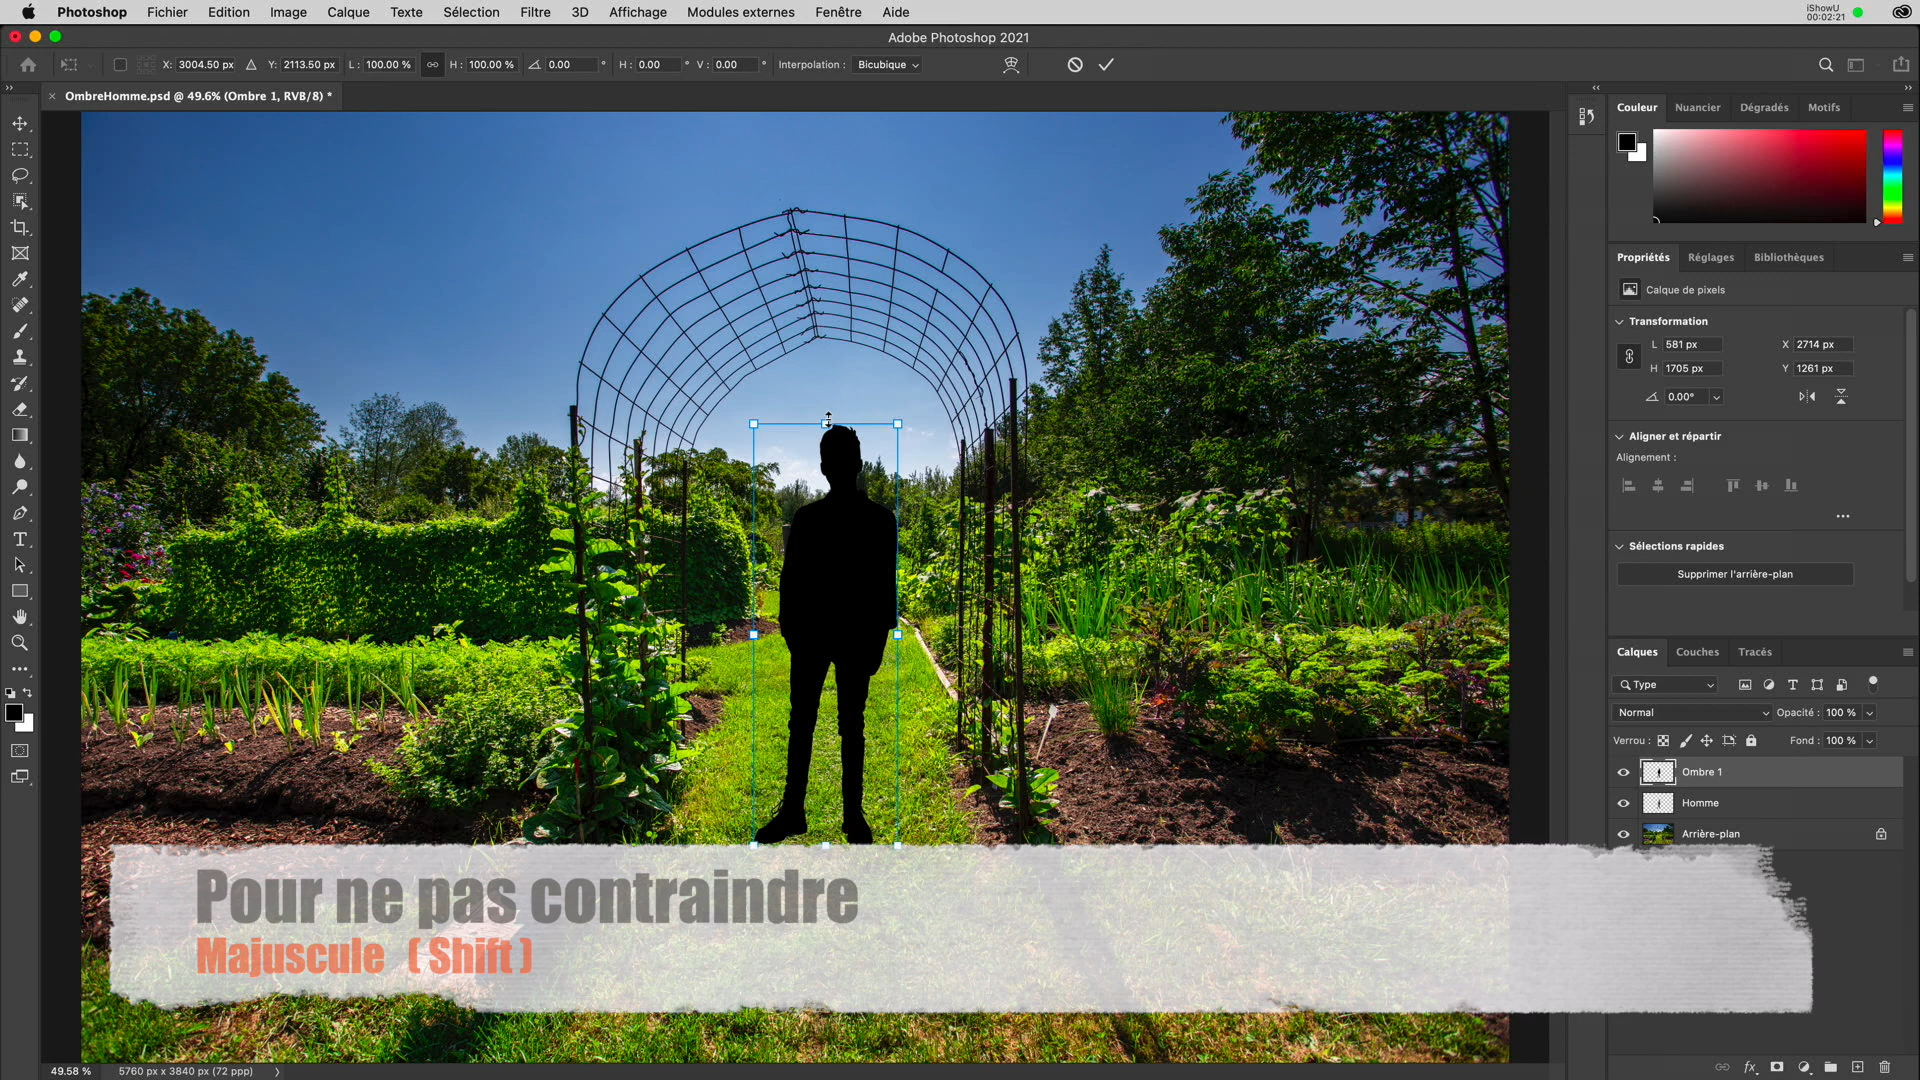 Photoshop Fichier Edition Image Calque Texte Sélection Filtre 3D Affichage Modules externes Fenêtre Aide
iShowU
00:02:21
Adobe Photoshop 2021
X: 3004.50 px Y: 2113.50 px L: 100.00 % H: 100.00 % 0.00 ° H: 0.00 ° V: 0.00 ° Interpolation : Bicubique
OmbreHomme.psd @ 49.6% (Ombre 1, RVB/8) *
Couleur Nuancier Dégradés Motifs
Propriétés Réglages Bibliothèques
Calque de pixels
Transformation
L 581 px X 2714 px
H 1705 px Y 1261 px
0.00°
Aligner et répartir
Alignement :
Sélections rapides
Supprimer l'arrière-plan
Calques Couches Tracés
Type
Normal Opacité : 100 %
Verrou : Fond : 100 %
Ombre 1
Homme
Arrière-plan
Pour ne pas contraindre
Majuscule ( Shift )
49.58 % 5760 px x 3840 px (72 ppp)
fx